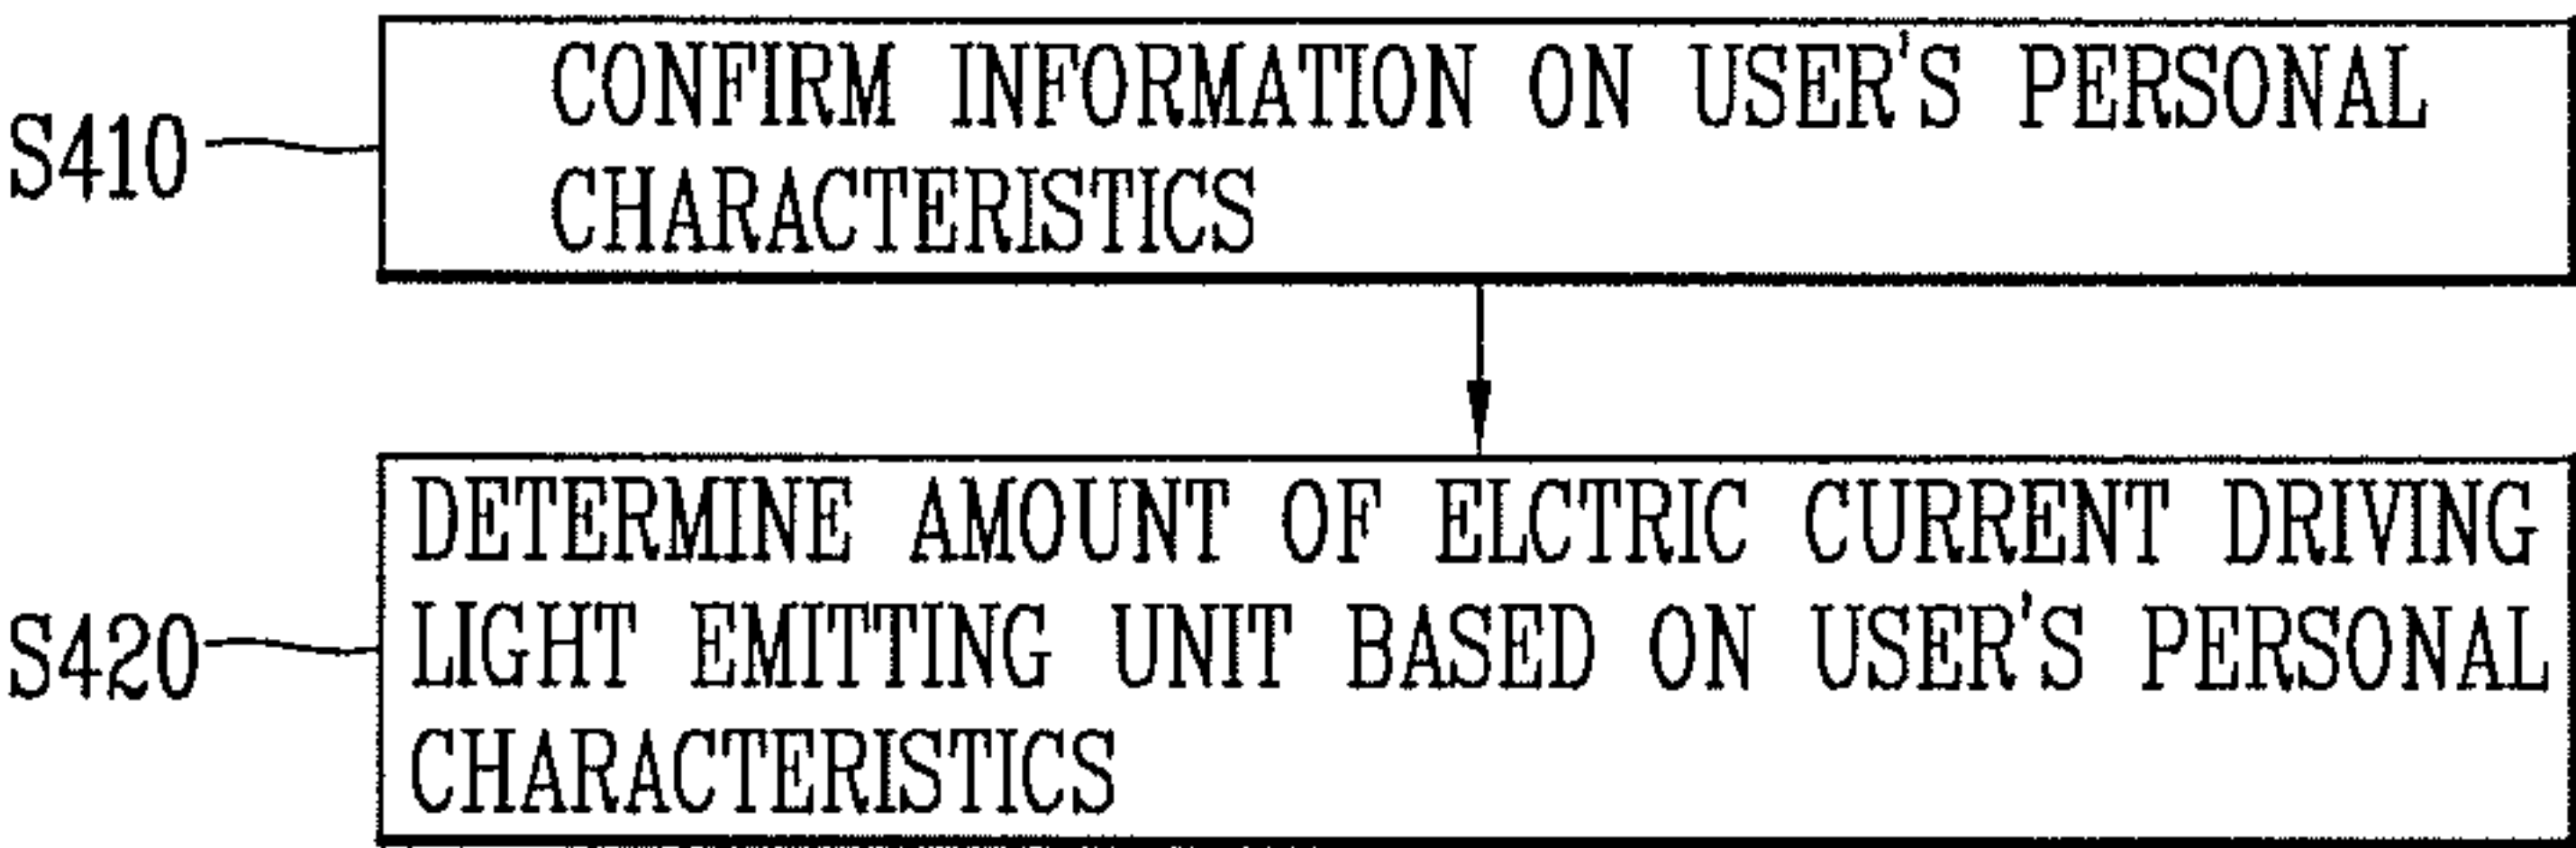 CONFIRM INFORMATION ON USER'S PERSONAL
S410
CHARACTERISTICS
DETERMINE AMOUNT OF ELCTRIC CURRENT DRIVING
S420
LIGHT EMITTING UNIT BASED ON USER'S PERSONAL
CHARACTERISTICS